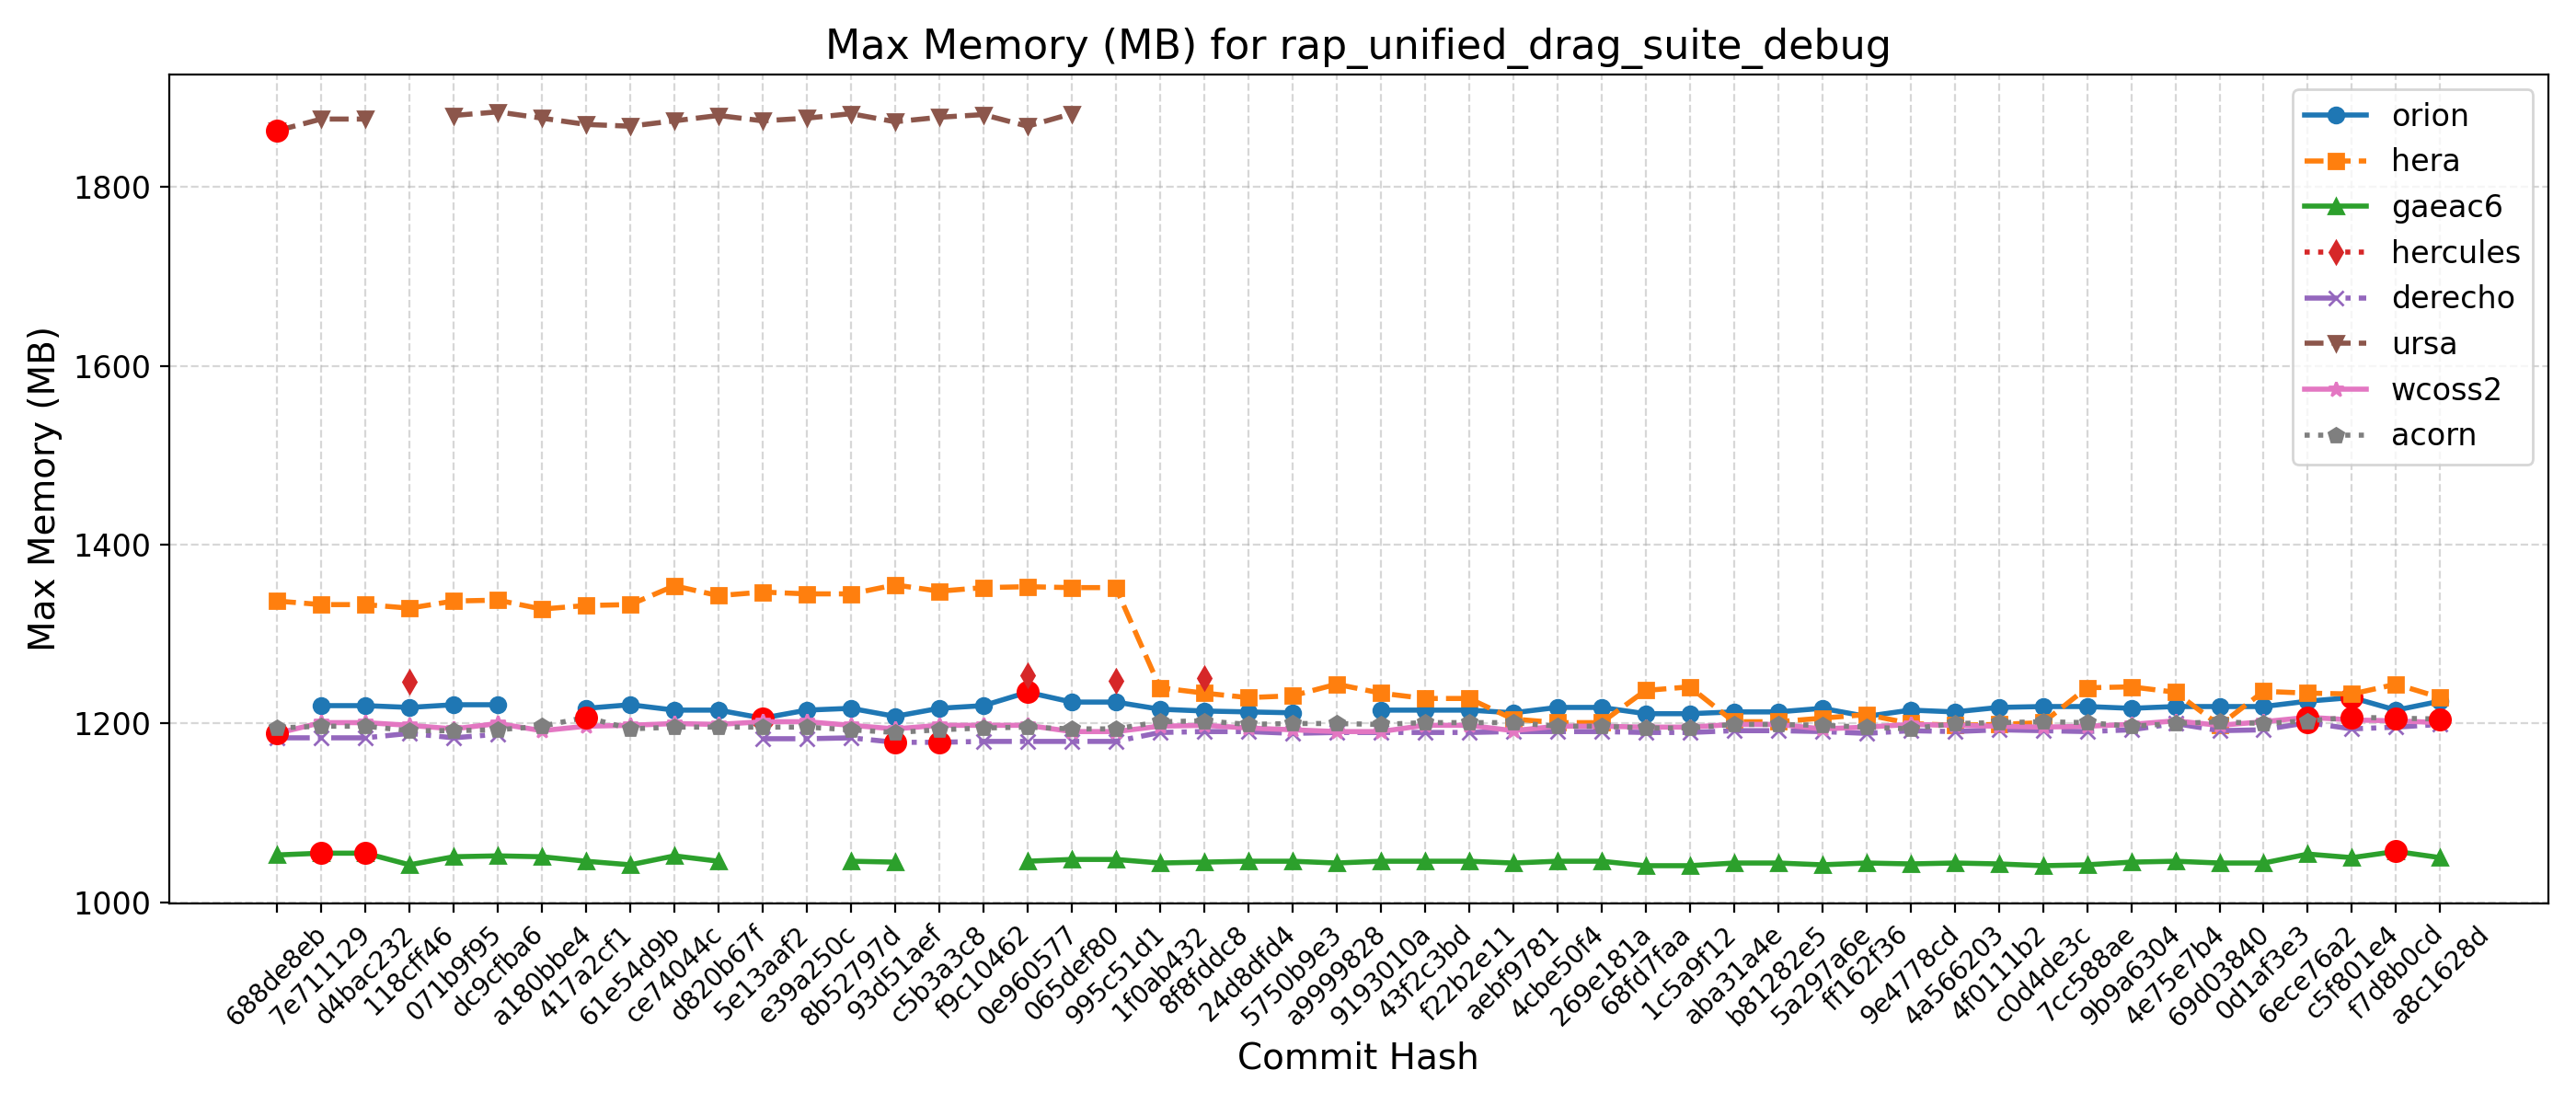 Max Memory (MB) for rap_unified_drag_suite_debug
Max Memory (MB)
1800
1600
1400
1200
1000
orion
hera
gaeac6
hercules
derecho
ursa
wcoss2
acorn
688de8eb
7e711129
d4bac232
118cff46
071b9f95
dc9cfba6
a180bbe4
417a2cf1
61e54d9b
ce74044c
d820b67f
5e13aaf2
e39a250c
8b52797d
93d51aef
c5b3a3c8
f9c10462
0e960577
065def80
995c51d1
1f0ab432
8f8fddc8
24d8dfd4
5750b9e3
a9999828
9193010a
43f2c3bd
f22b2e11
aebf9781
4cbe50f4
269e181a
68fd7faa
1c5a9f12
aba31a4e
b81282e5
5a297a6e
ff162f36
9e4778cd
4a566203
4f0111b2
c0d4de3c
7cc588ae
9b9a6304
4e75e7b4
69d03840
0d1af3e3
6ece76a2
c5f801e4
f7d8b0cd
a8c1628d
Commit Hash